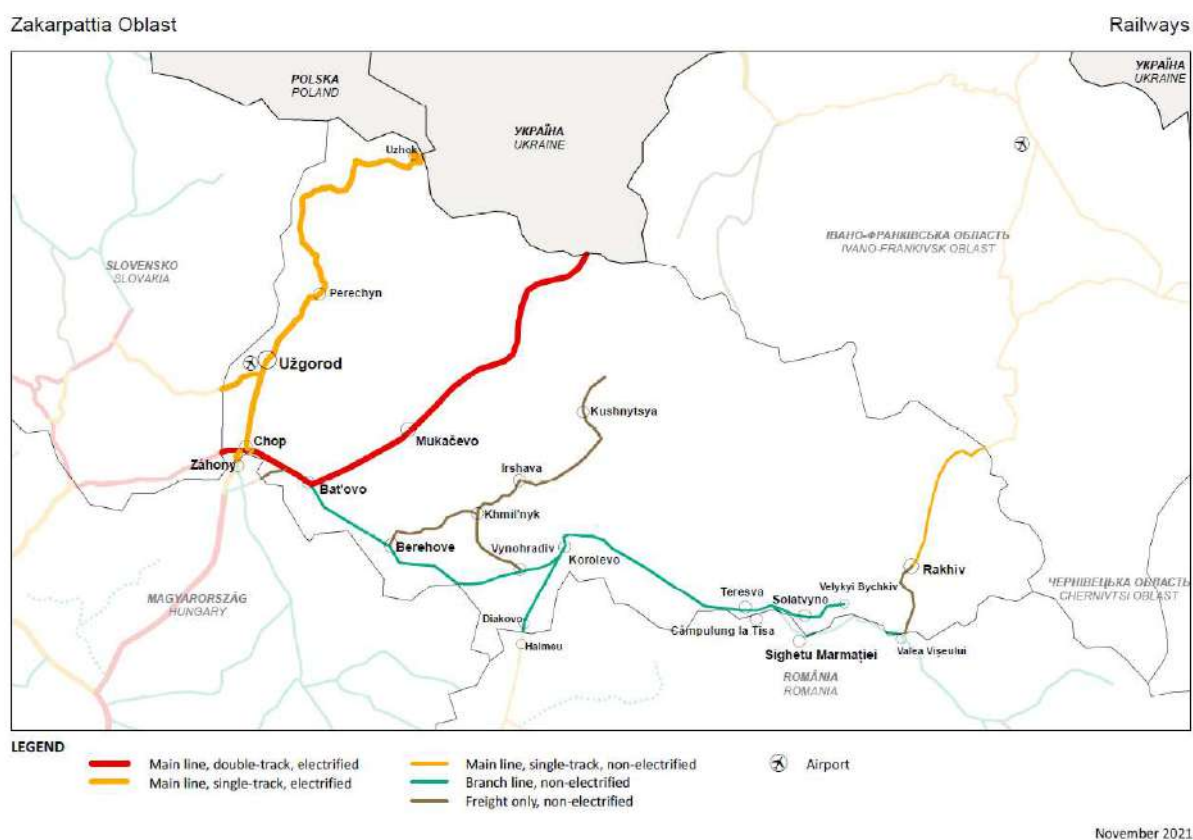 Zakarpattia Oblast
Railways
POLSKA
POLAND
УКРАЇНА
UKRAINE
УКРАЇНА
UKRAINE
Uzhok
ІВАНО-ФРАНКІВСЬКА ОБЛАСТЬ
IVANO-FRANKIVSK OBLAST
SLOVENSKO
SLOVAKIA
Perechyn
Užgorod
Kushnytsya
Chop
Mukačevo
Záhony
Irshava
Bat'ovo
Khmil'nyk
Berehove
Vynohradiv
Korolevo
Rakhiv
Velykyi Bychkiv
ЧЕРНІВЕЦЬКА ОБЛАСТЬ
CHERNIVTSI OBLAST
MAGYARORSZÁG
HUNGARY
Teresva
Solatvyno
Diakovo
Câmpulung la Tisa
Halmeu
Sighetu Marmației
Valea Vișeului
ROMÂNIA
ROMANIA
LEGEND
Main line, double-track, electrified
Main line, single-track, electrified
Main line, single-track, non-electrified
Branch line, non-electrified
Freight only, non-electrified
Airport
November 2021